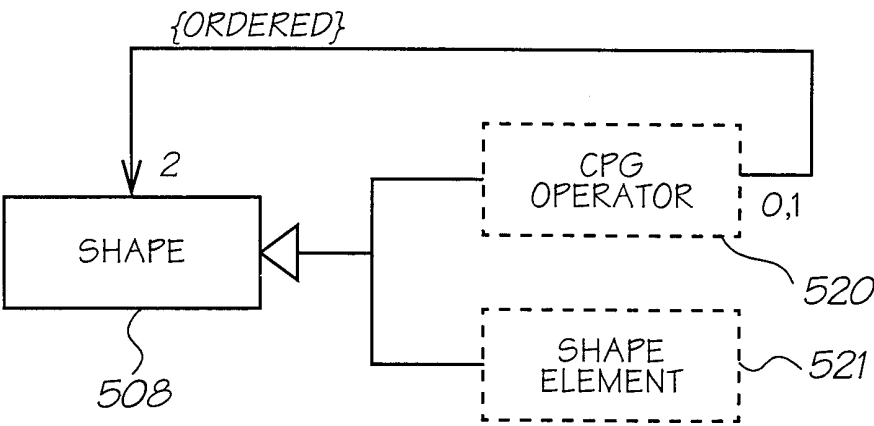 {ORDERED}
2
CPG
OPERATOR
0,1
SHAPE
520
508
SHAPE
ELEMENT
521